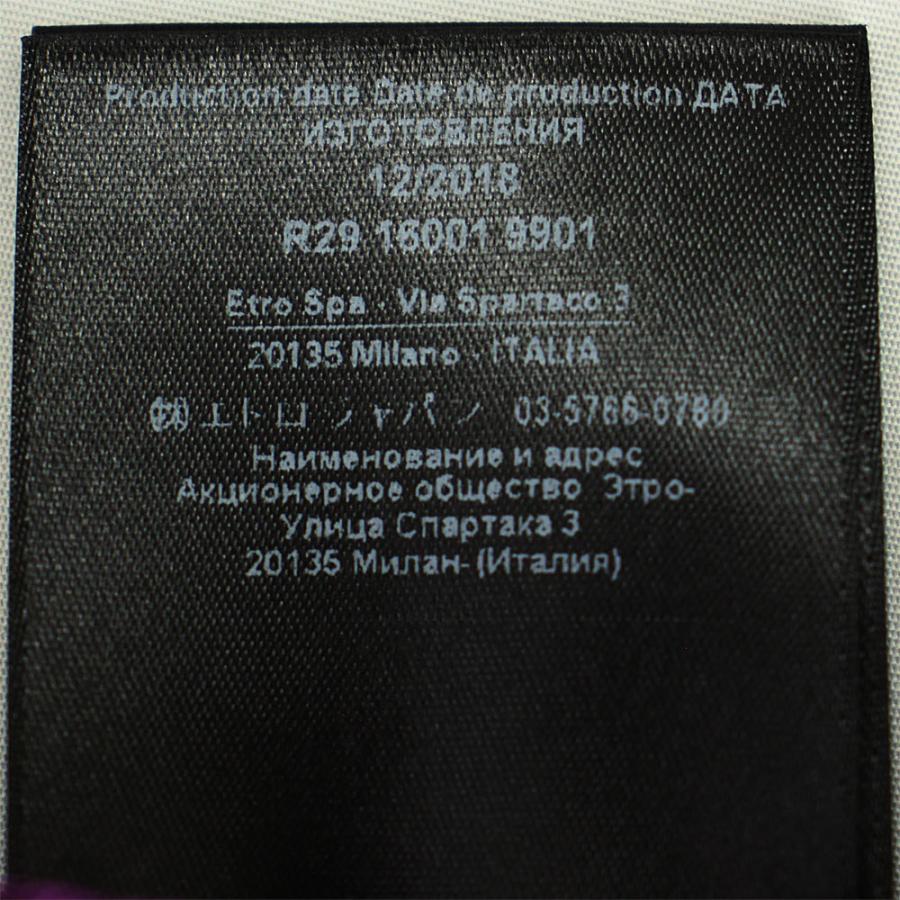 Production date Date de production ДАТА
ИЗГОТОВЛЕНИЯ
12/2018
R29 16001 9901
Etro Spa - Via Spartaco 3
20135 Milano - ITALIA
㈱エトロ ジャパン 03-5766-0780
Наименование и адрес
Акционерное общество Этро-
Улица Спартака 3
20135 Милан- (Италия)